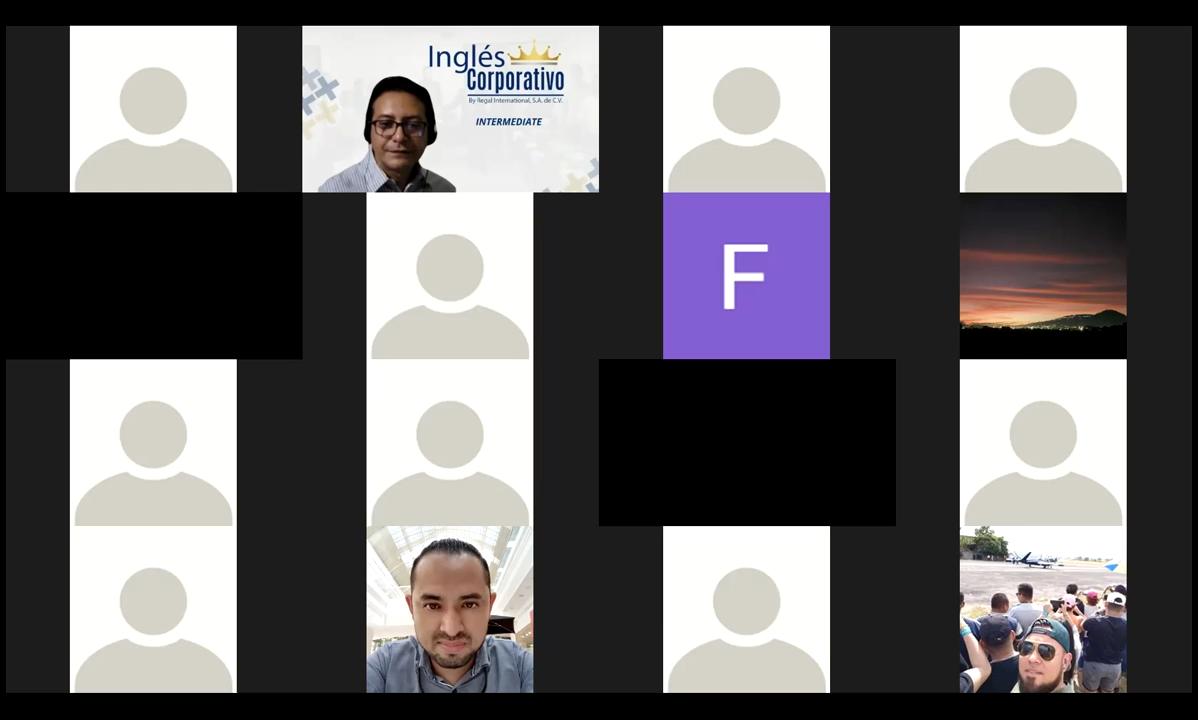 Inglés
Corporativo
By Regal International, S.A. de C.V.
INTERMEDIATE
F